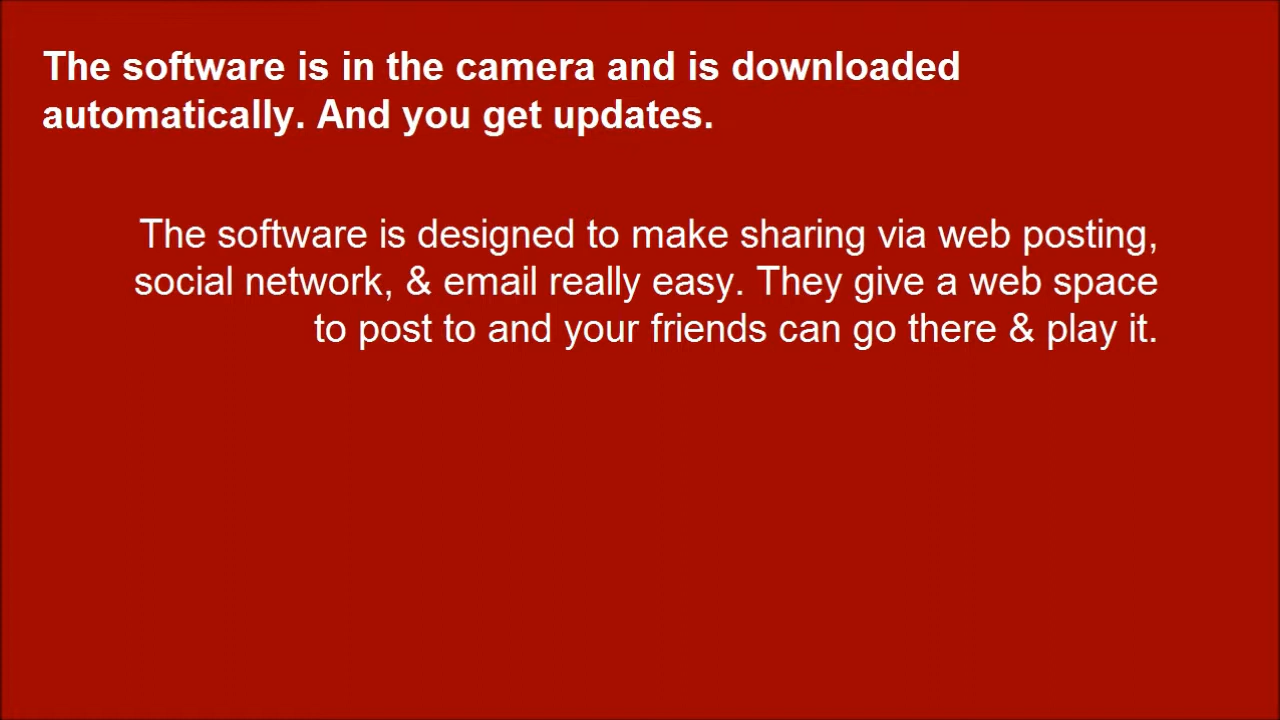 The software is in the camera and is downloaded
automatically. And you get updates.
The software is designed to make sharing via web posting,
social network, & email really easy. They give a web space
to post to and your friends can go there & play it.